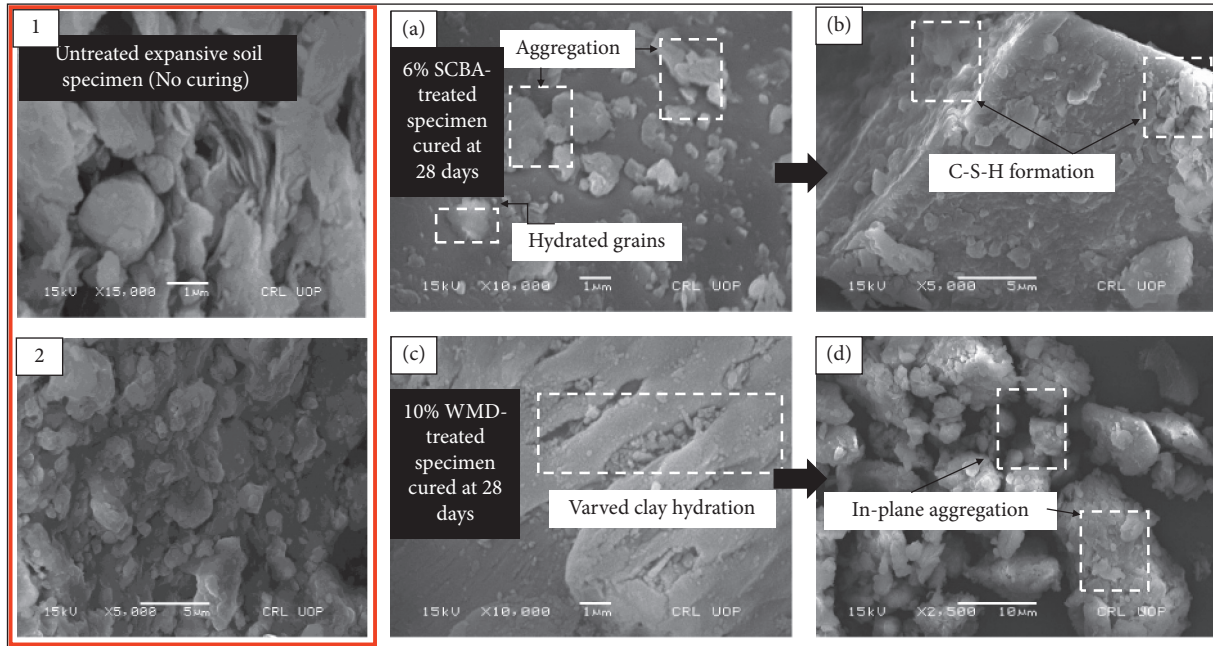 1
Untreated expansive soil
specimen (No curing)
15kV X15,000 1μm CRL UOP
2
15kV X5,000 5μm CRL UOP
(a)
Aggregation
6% SCBA-
treated
specimen
cured at
28 days
Hydrated grains
15kV X10,000 1μm CRL UOP
(b)
C-S-H formation
15kV X5,000 5μm CRL UOP
(c)
10% WMD-
treated
specimen
cured at 28
days
Varved clay hydration
15kV X10,000 1μm CRL UOP
(d)
In-plane aggregation
15kV X2,500 10μm CRL UOP